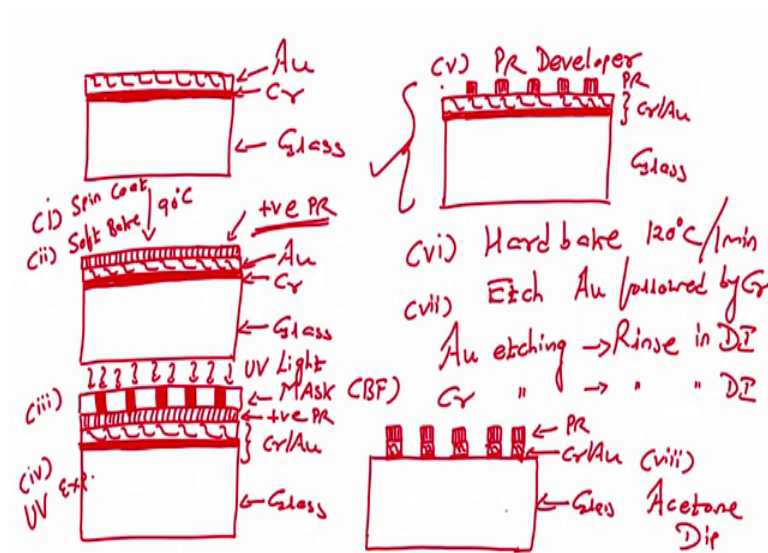 Au
Cr
Glass
(i) Spin Coat
(ii) Soft Bake 90°C
+ve PR
Au
Cr
Glass
UV Light
(iii)
MASK (BF)
+ve PR
Cr/Au
(iv)
UV Exp.
Glass
(v) PR Developer
PR
Cr/Au
Glass
(vi) Hard bake 120°C/1min
(vii) Etch Au followed by Cr
Au etching → Rinse in DI
Cr " → " " DI
PR
Cr/Au
Glass
(viii)
Acetone
Dip